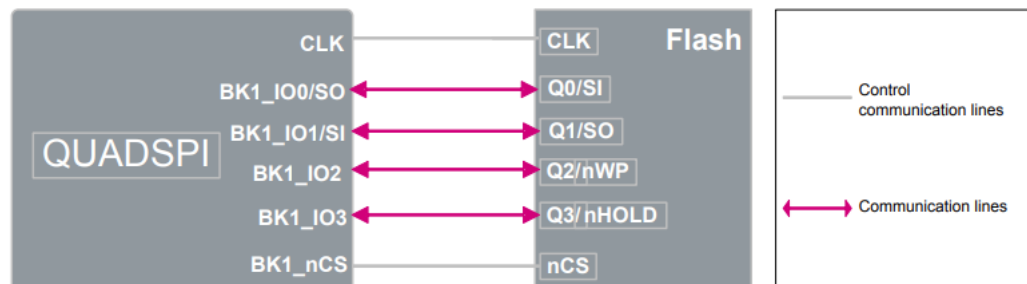 CLK
CLK
Flash
BK1_IO0/SO
Q0/SI
BK1_IO1/SI
Q1/SO
QUADSPI
BK1_IO2
Q2/nWP
BK1_IO3
Q3/nHOLD
BK1_nCS
nCS
Control
communication lines
Communication lines